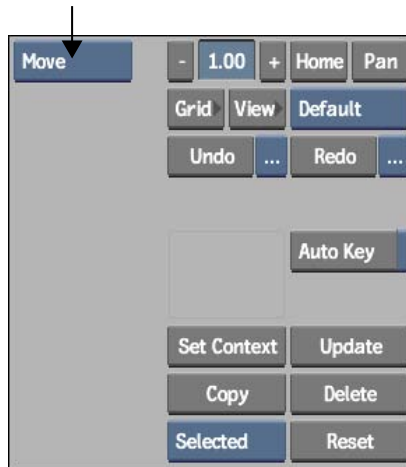 Move - 1.00 + Home Pan
Grid View Default
Undo ... Redo ...
Auto Key
Set Context Update
Copy Delete
Selected Reset